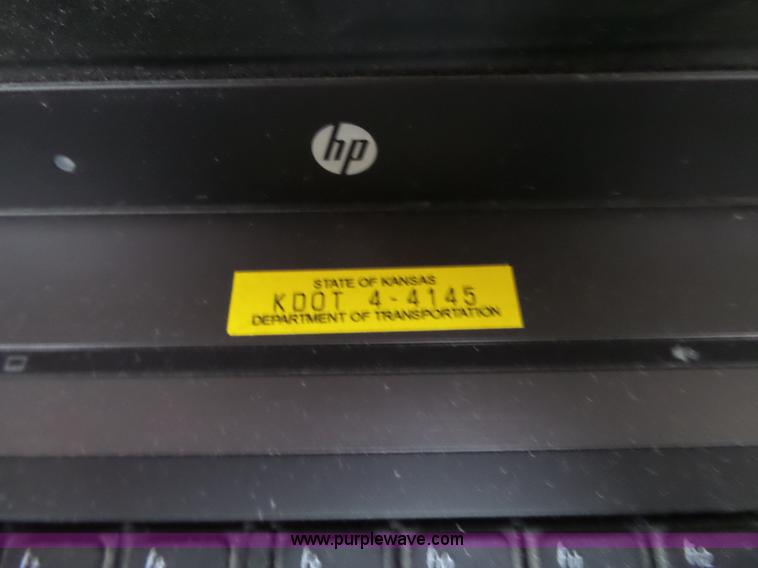 hp
STATE OF KANSAS
KDOT 4-4145
DEPARTMENT OF TRANSPORTATION
www.purplewave.com